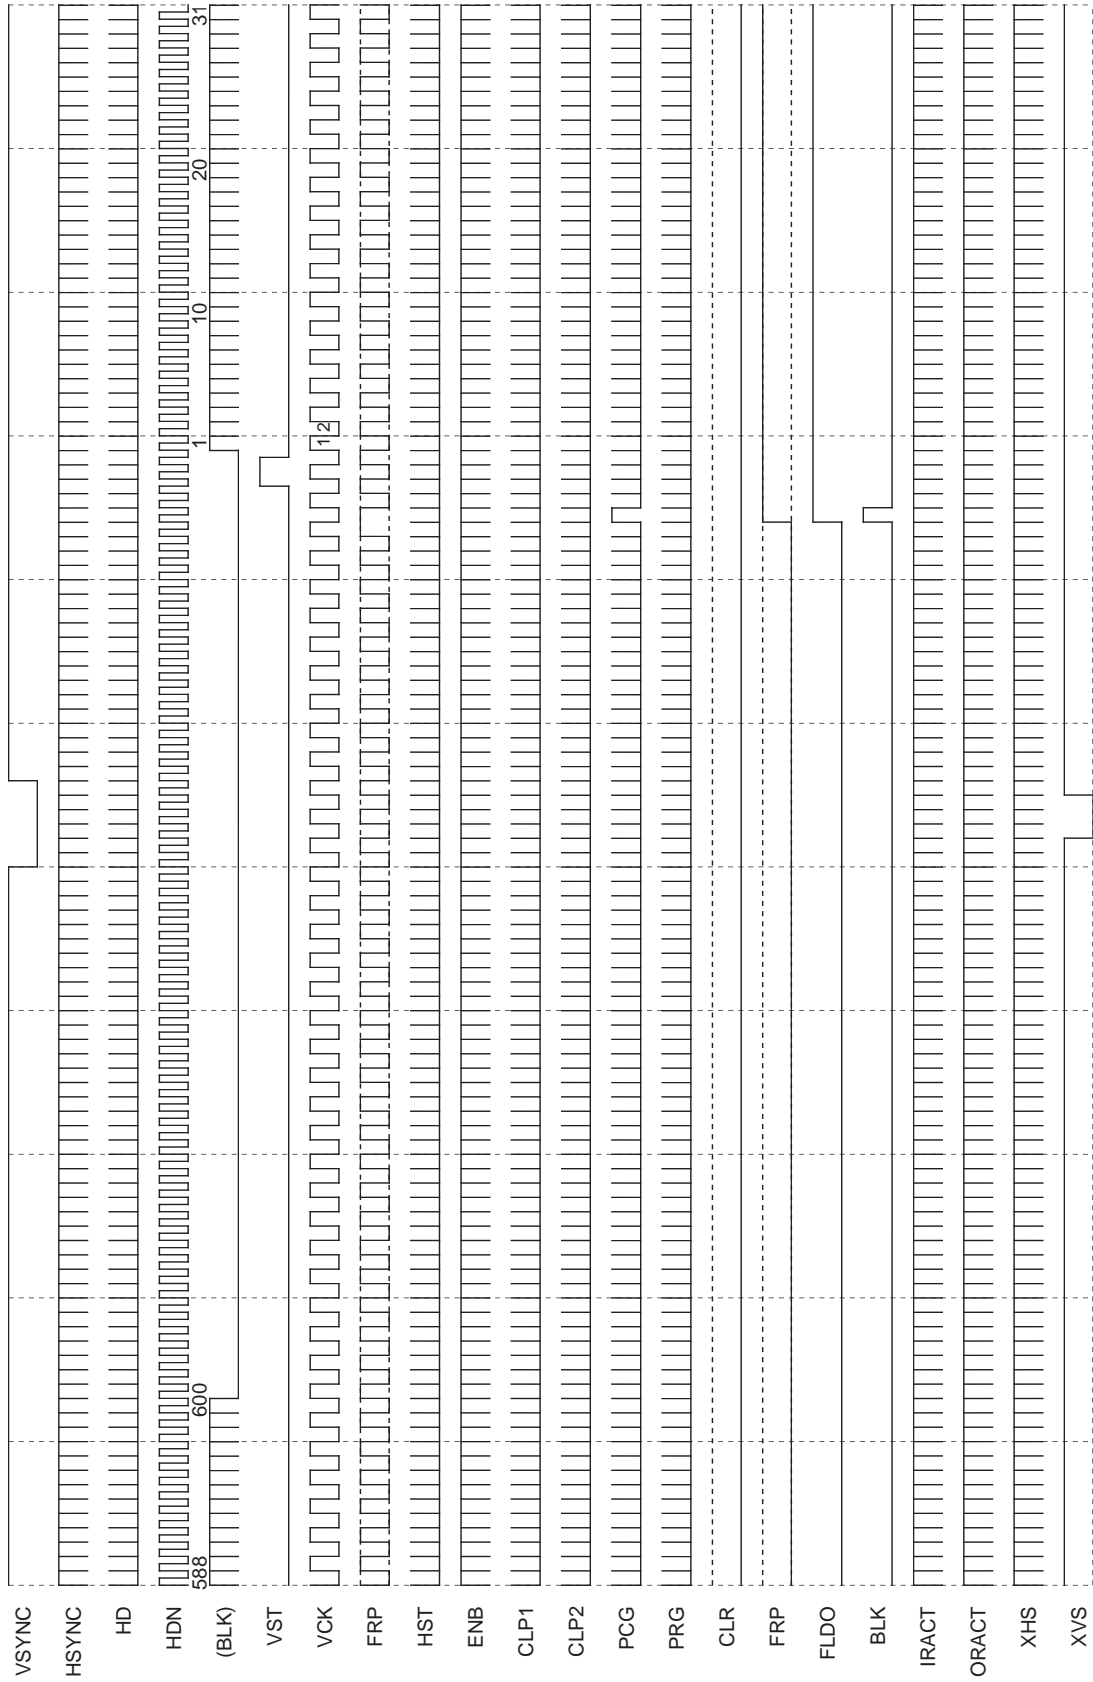 VSYNC
HSYNC
HD
HDN
588 600 1 10 20 31
(BLK)
VST
VCK
1 2
FRP
HST
ENB
CLP1
CLP2
PCG
PRG
CLR
FRP
FLDO
BLK
IRACT
ORACT
XHS
XVS